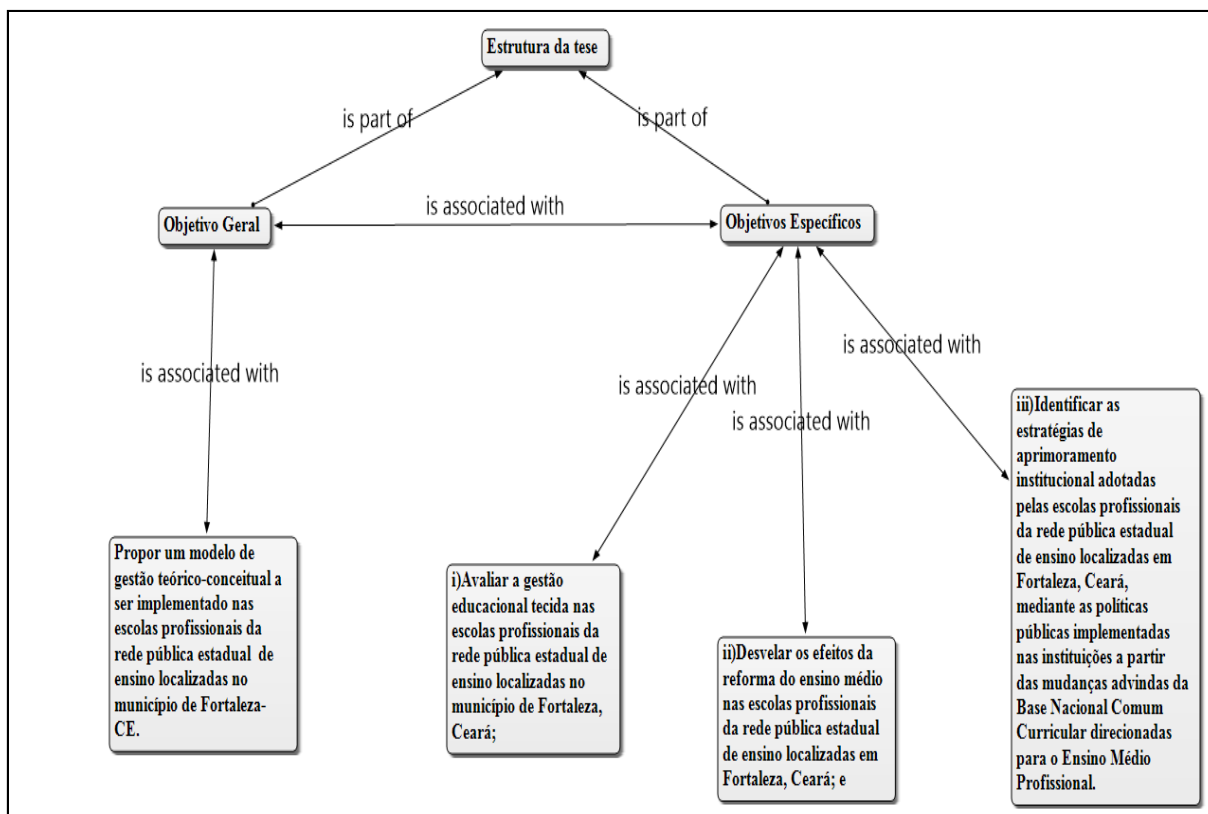 Estrutura da tese
is part of
is part of
Objetivo Geral
is associated with
Objetivos Específicos
is associated with
is associated with
is associated with
is associated with
Propor um modelo de
gestão teórico-conceitual a
ser implementado nas
escolas profissionais da
rede pública estadual de
ensino localizadas no
município de Fortaleza-
CE.
i)Avaliar a gestão
educacional tecida nas
escolas profissionais da
rede pública estadual de
ensino localizadas no
município de Fortaleza,
Ceará;
ii)Desvelar os efeitos da
reforma do ensino médio
nas escolas profissionais
da rede pública estadual
de ensino localizadas em
Fortaleza, Ceará; e
iii)Identificar as
estratégias de
aprimoramento
institucional adotadas
pelas escolas profissionais
da rede pública estadual
de ensino localizadas em
Fortaleza, Ceará,
mediante as políticas
públicas implementadas
nas instituições a partir
das mudanças advindas da
Base Nacional Comum
Curricular direcionadas
para o Ensino Médio
Profissional.